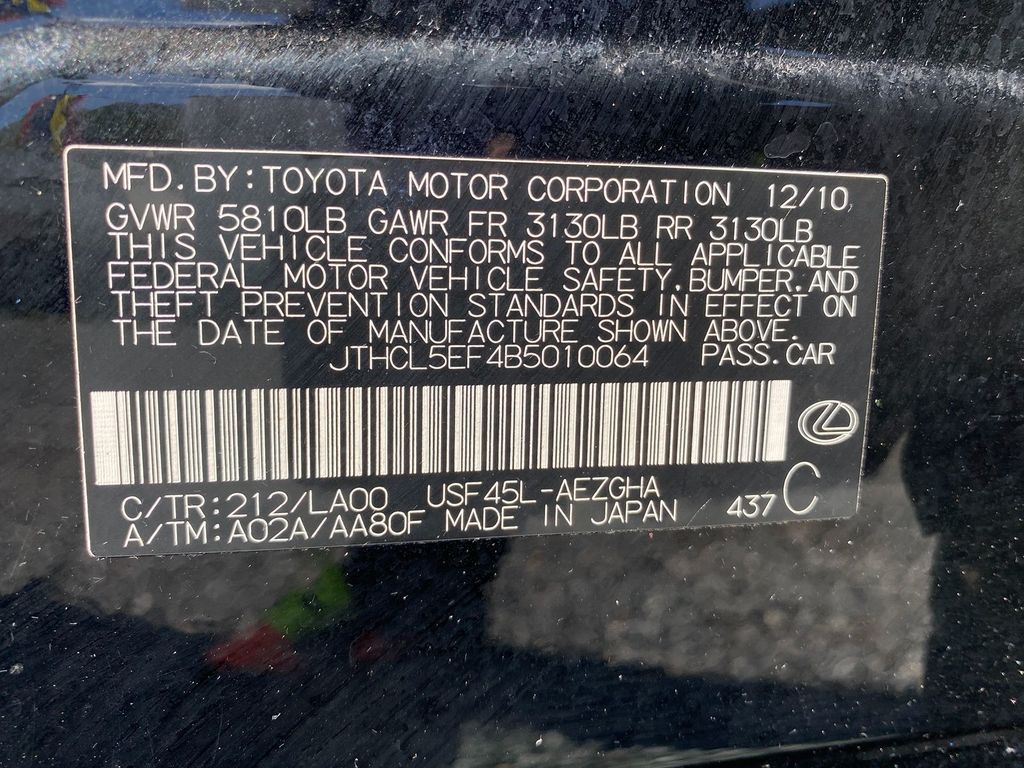 MFD.BY:TOYOTA MOTOR CORPORATION 12/10
GVWR 5810LB GAWR FR 3130LB RR 3130LB
THIS VEHICLE CONFORMS TO ALL APPLICABLE
FEDERAL MOTOR VEHICLE SAFETY,BUMPER,AND
THEFT PREVENTION STANDARDS IN EFFECT ON
THE DATE OF MANUFACTURE SHOWN ABOVE.
JTHCL5EF4B5010064 PASS.CAR
C/TR:212/LA00 USF45L-AEZGHA
A/TM:A02A/AA80F MADE IN JAPAN 437 C